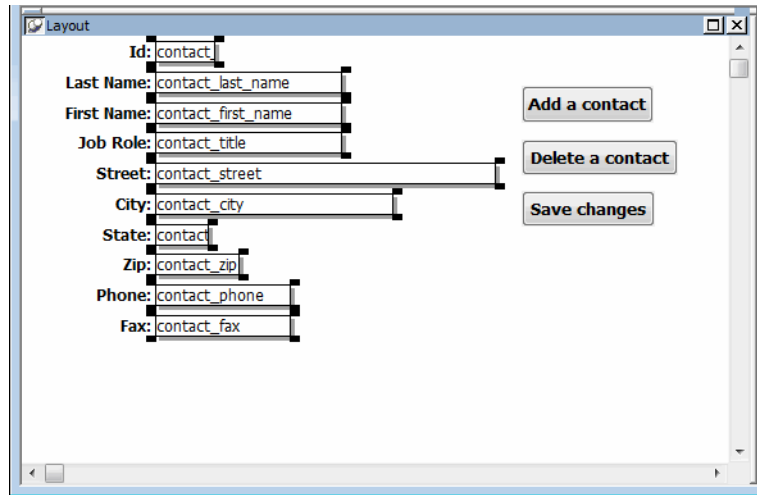 Layout
Id: contact_
Last Name: contact_last_name
First Name: contact_first_name
Add a contact
Job Role: contact_title
Delete a contact
Street: contact_street
City: contact_city
Save changes
State: contact
Zip: contact_zip
Phone: contact_phone
Fax: contact_fax